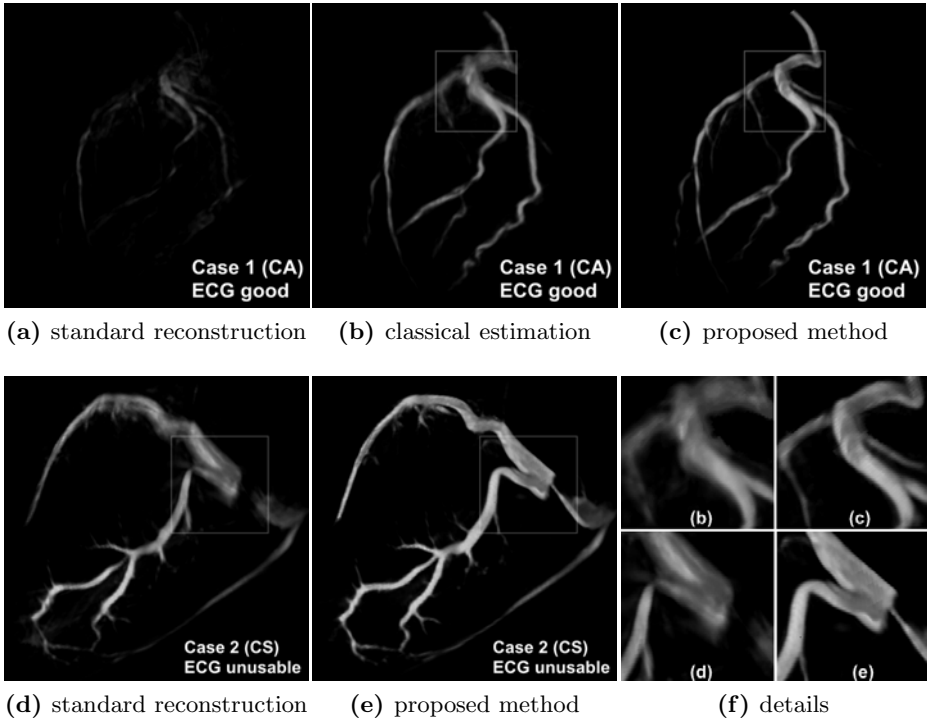 Case 1 (CA)
ECG good
Case 1 (CA)
ECG good
Case 1 (CA)
ECG good
(a) standard reconstruction
(b) classical estimation
(c) proposed method
Case 2 (CS)
ECG unusable
Case 2 (CS)
ECG unusable
(b)
(c)
(d)
(e)
(d) standard reconstruction
(e) proposed method
(f) details